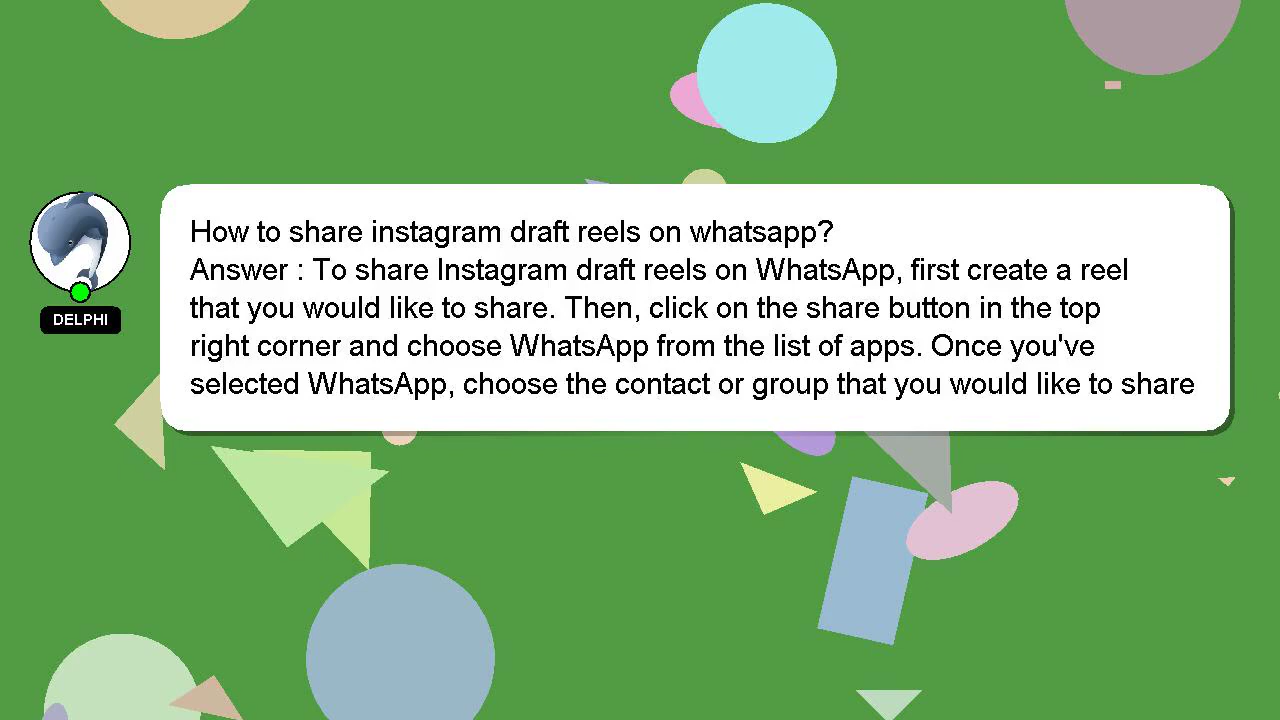 How to share instagram draft reels on whatsapp?
Answer : To share Instagram draft reels on WhatsApp, first create a reel
that you would like to share. Then, click on the share button in the top
right corner and choose WhatsApp from the list of apps. Once you've
selected WhatsApp, choose the contact or group that you would like to share
DELPHI